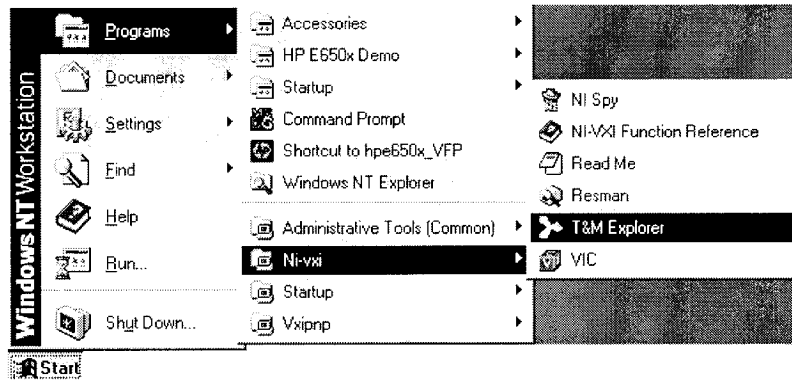 Windows NT Workstation
Programs
Documents
Settings
Find
Help
Run...
Shut Down...
Start
Accessories
HP E650x Demo
Startup
Command Prompt
Shortcut to hpe650x_VFP
Windows NT Explorer
Administrative Tools (Common)
Ni-vxi
Startup
Vxipnp
NI Spy
NI-VXI Function Reference
Read Me
Resman
T&M Explorer
VIC